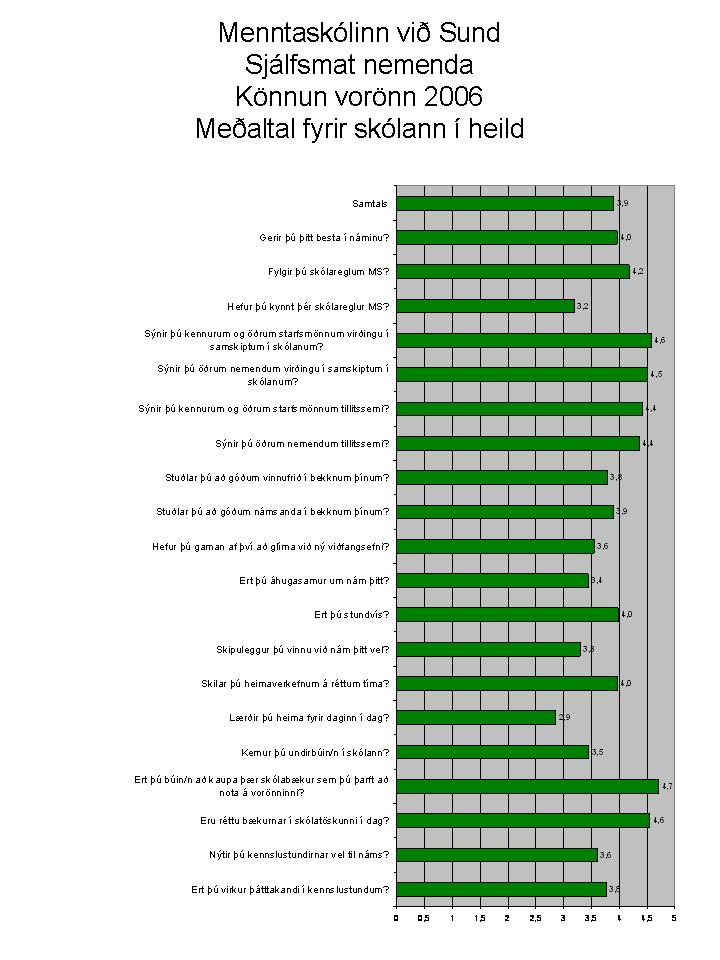 Menntaskólinn við Sund
Sjálfsmat nemenda
Könnun vorönn 2006
Meðaltal fyrir skólann í heild
Samtals
3,9
Gerir þú þitt besta í náminu?
4,0
Fylgir þú skólareglum MS?
4,2
Hefur þú kynnt þér skólareglur MS?
3,2
Sýnir þú kennurum og öðrum starfsmönnum virðingu í
samskiptum í skólanum?
4,6
Sýnir þú öðrum nemendum virðingu í samskiptum í
skólanum?
4,5
Sýnir þú kennurum og öðrum starfsmönnum tillitssemi?
4,4
Sýnir þú öðrum nemendum tillitssemi?
4,4
Stuðlar þú að góðum vinnufrið í bekknum þínum?
3,8
Stuðlar þú að góðum námsanda í bekknum þínum?
3,9
Hefur þú gaman af því að glíma við ný viðfangsefni?
3,6
Ert þú áhugasamur um nám þitt?
3,4
Ert þú stundvís?
4,0
Skipuleggur þú vinnu við nám þitt vel?
3,3
Skilar þú heimaverkefnum á réttum tíma?
4,0
Lærðir þú heima fyrir daginn í dag?
2,9
Kemur þú undirbúin/n í skólann?
3,5
Ert þú búin/n að kaupa þær skólabækur sem þú þarft að
nota á vorönninni?
4,7
Eru réttu bækurnar í skólatöskunni í dag?
4,6
Nýtir þú kennslustundirnar vel til náms?
3,6
Ert þú virkur þátttakandi í kennslustundum?
3,8
0 0,5 1 1,5 2 2,5 3 3,5 4 4,5 5